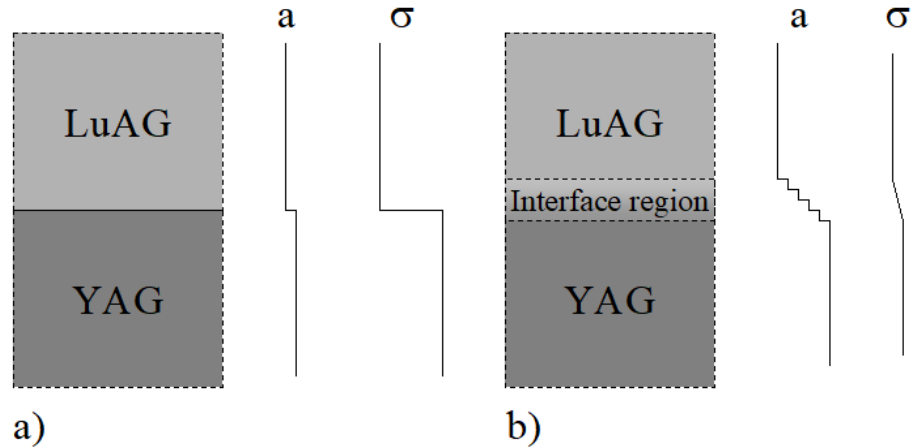 a σ a σ
LuAG LuAG
Interface region
YAG YAG
a) b)